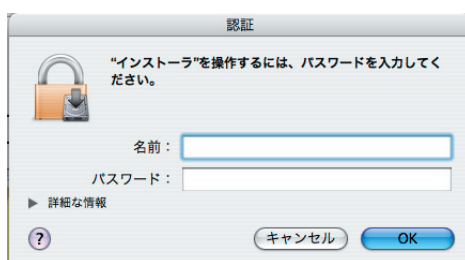 認証
“インストーラ”を操作するには、パスワードを入力してく
ださい。
名前：
パスワード：
▶ 詳細な情報
?
キャンセル
OK